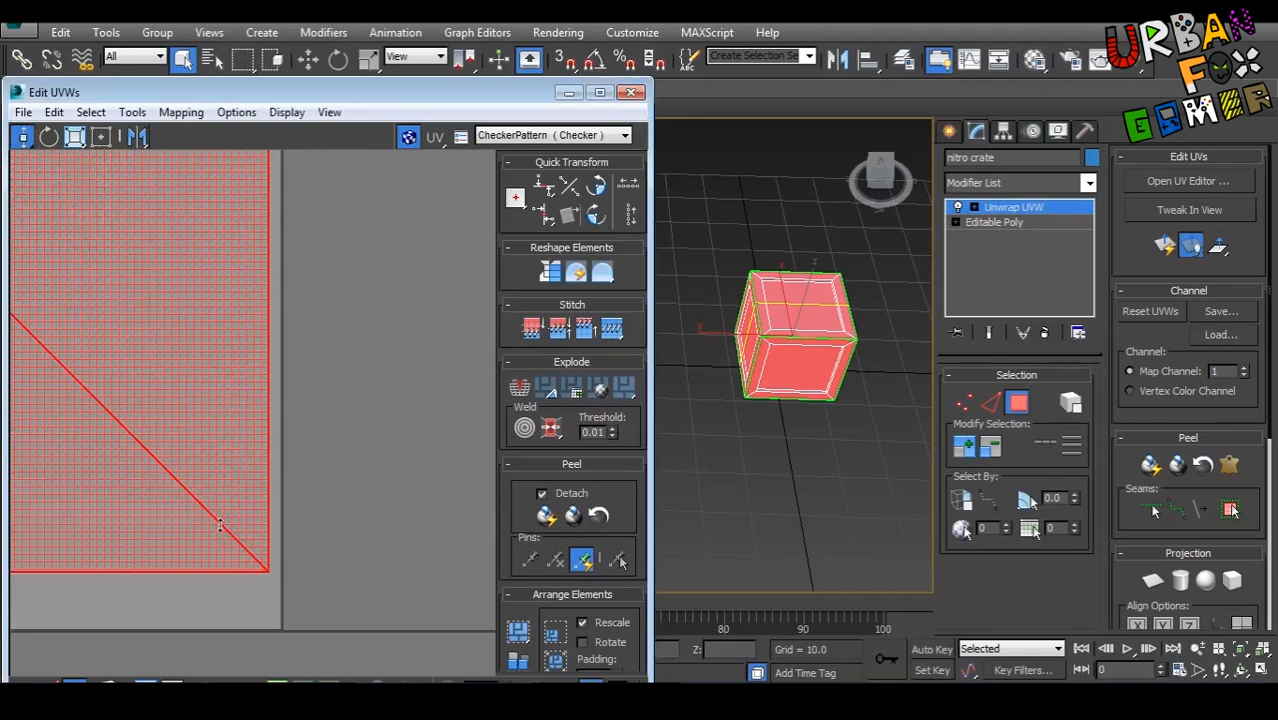 Edit Tools Group Views Create Modifiers Animation Graph Editors Rendering Customize MAXScript Help
URBAN FOX GAMER
All View 3 % Create Selection Se
Edit UVWs
File Edit Select Tools Mapping Options Display View
UV CheckerPattern ( Checker )
Quick Transform
Reshape Elements
Stitch
Explode
Weld Threshold:
0.01
Peel
Detach
Pins:
Arrange Elements
Rescale
Rotate
Padding:
x z
y
nitro crate
Modifier List
Unwrap UVW
Editable Poly
Selection
Modify Selection:
Select By:
0.0
0 0
Edit UVs
Open UV Editor ...
Tweak In View
Channel
Reset UVWs Save...
Load...
Channel:
Map Channel: 1
Vertex Color Channel
Peel
Seams:
Projection
Align Options:
X Y Z
80 90 100
Z: Grid = 10.0
Add Time Tag
Auto Key Selected
Set Key Key Filters... 0